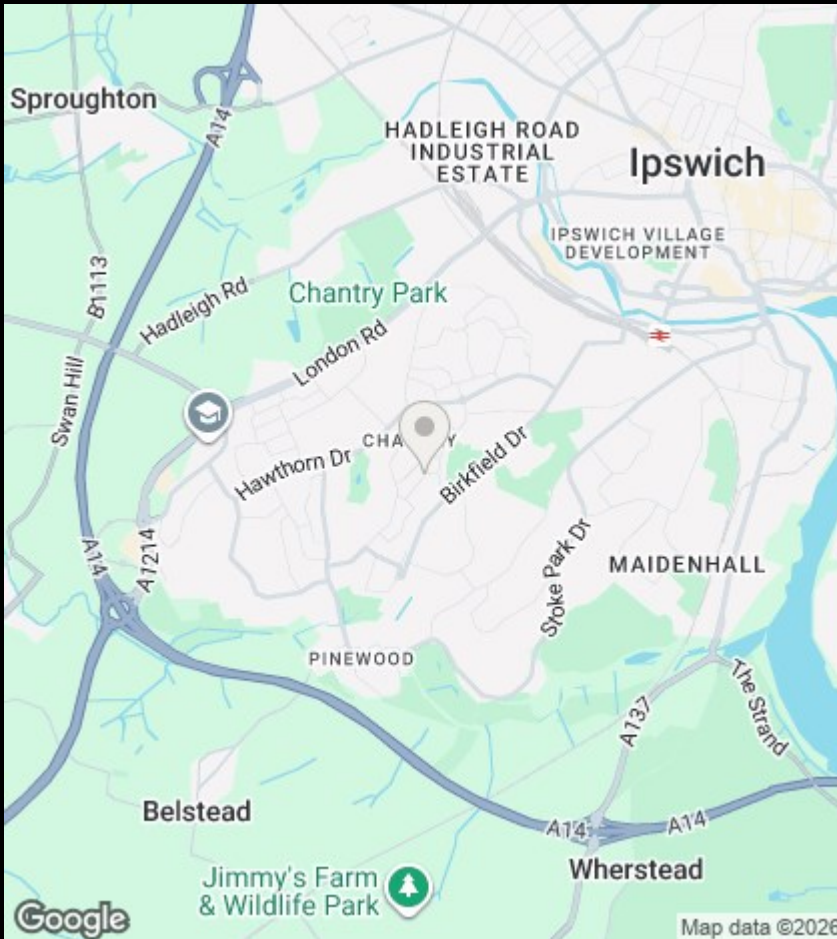 Sproughton
A14
HADLEIGH ROAD
INDUSTRIAL
ESTATE
Ipswich
IPSWICH VILLAGE
DEVELOPMENT
B1113
Hadleigh Rd
Chantry Park
London Rd
Swan Hill
CHA
Y
Hawthorn Dr
Birkfield Dr
A14
A1214
Stoke Park Dr
MAIDENHALL
PINEWOOD
The Strand
A137
Belstead
A14
A14
Wherstead
Jimmy's Farm
& Wildlife Park
Google
Map data ©2026